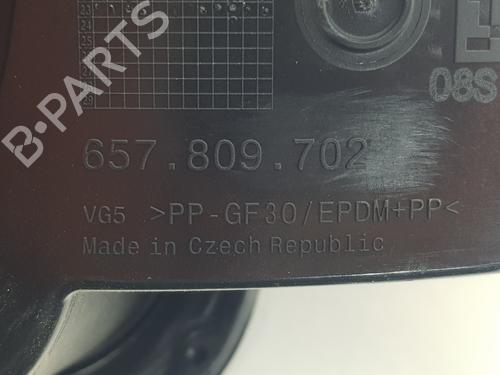 08S
657.809.702
VG5 >PP-GF30/EPDM+PP<
Made in Czech Republic
B-PARTS